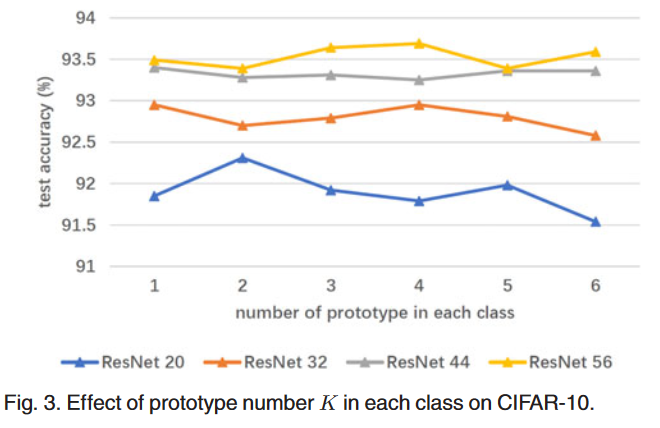 94
93.5
93
92.5
92
91.5
91
test accuracy (%)
1 2 3 4 5 6
number of prototype in each class
ResNet 20 ResNet 32 ResNet 44 ResNet 56
Fig. 3. Effect of prototype number K in each class on CIFAR-10.